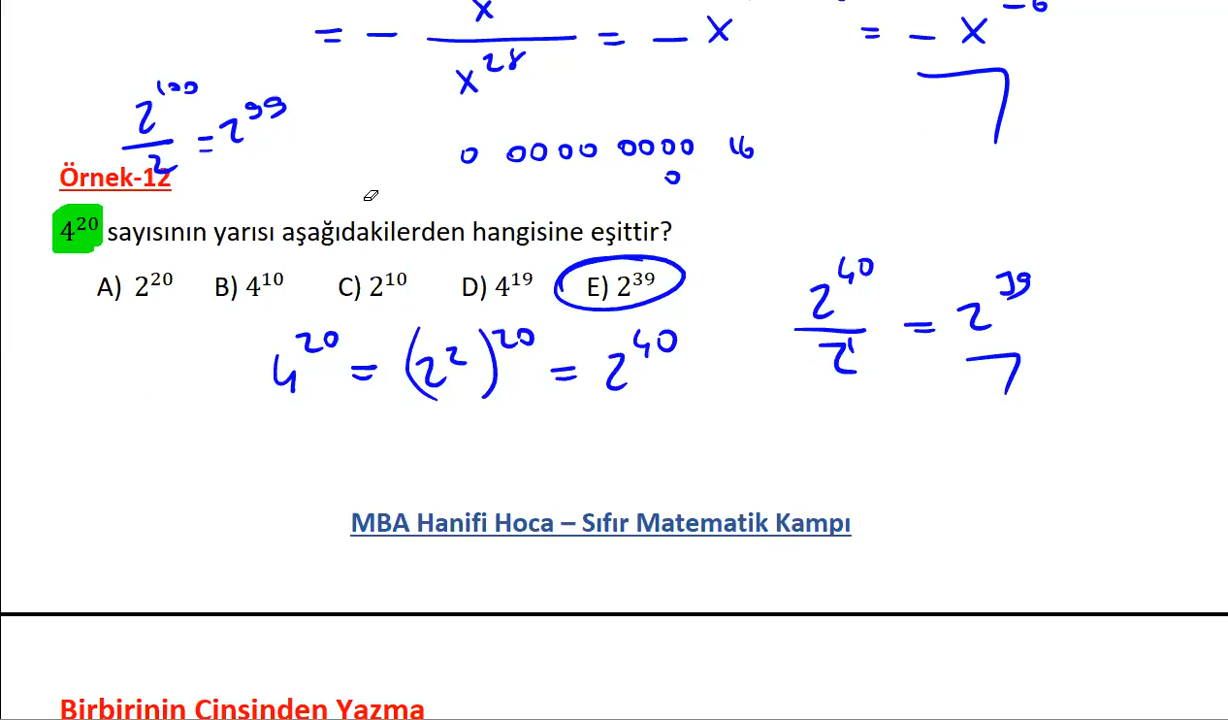 = - x / x^28 = - x = - x^-6
2^100 / 2 = 2^99
0 0000 0000 16
0
Örnek-12
4^20 sayısının yarısı aşağıdakilerden hangisine eşittir?
A) 2^20 B) 4^10 C) 2^10 D) 4^19 E) 2^39
4^20 = (2^2)^20 = 2^40
2^40 / 2^1 = 2^39
MBA Hanifi Hoca – Sıfır Matematik Kampı
Birbirinin Cinsinden Yazma